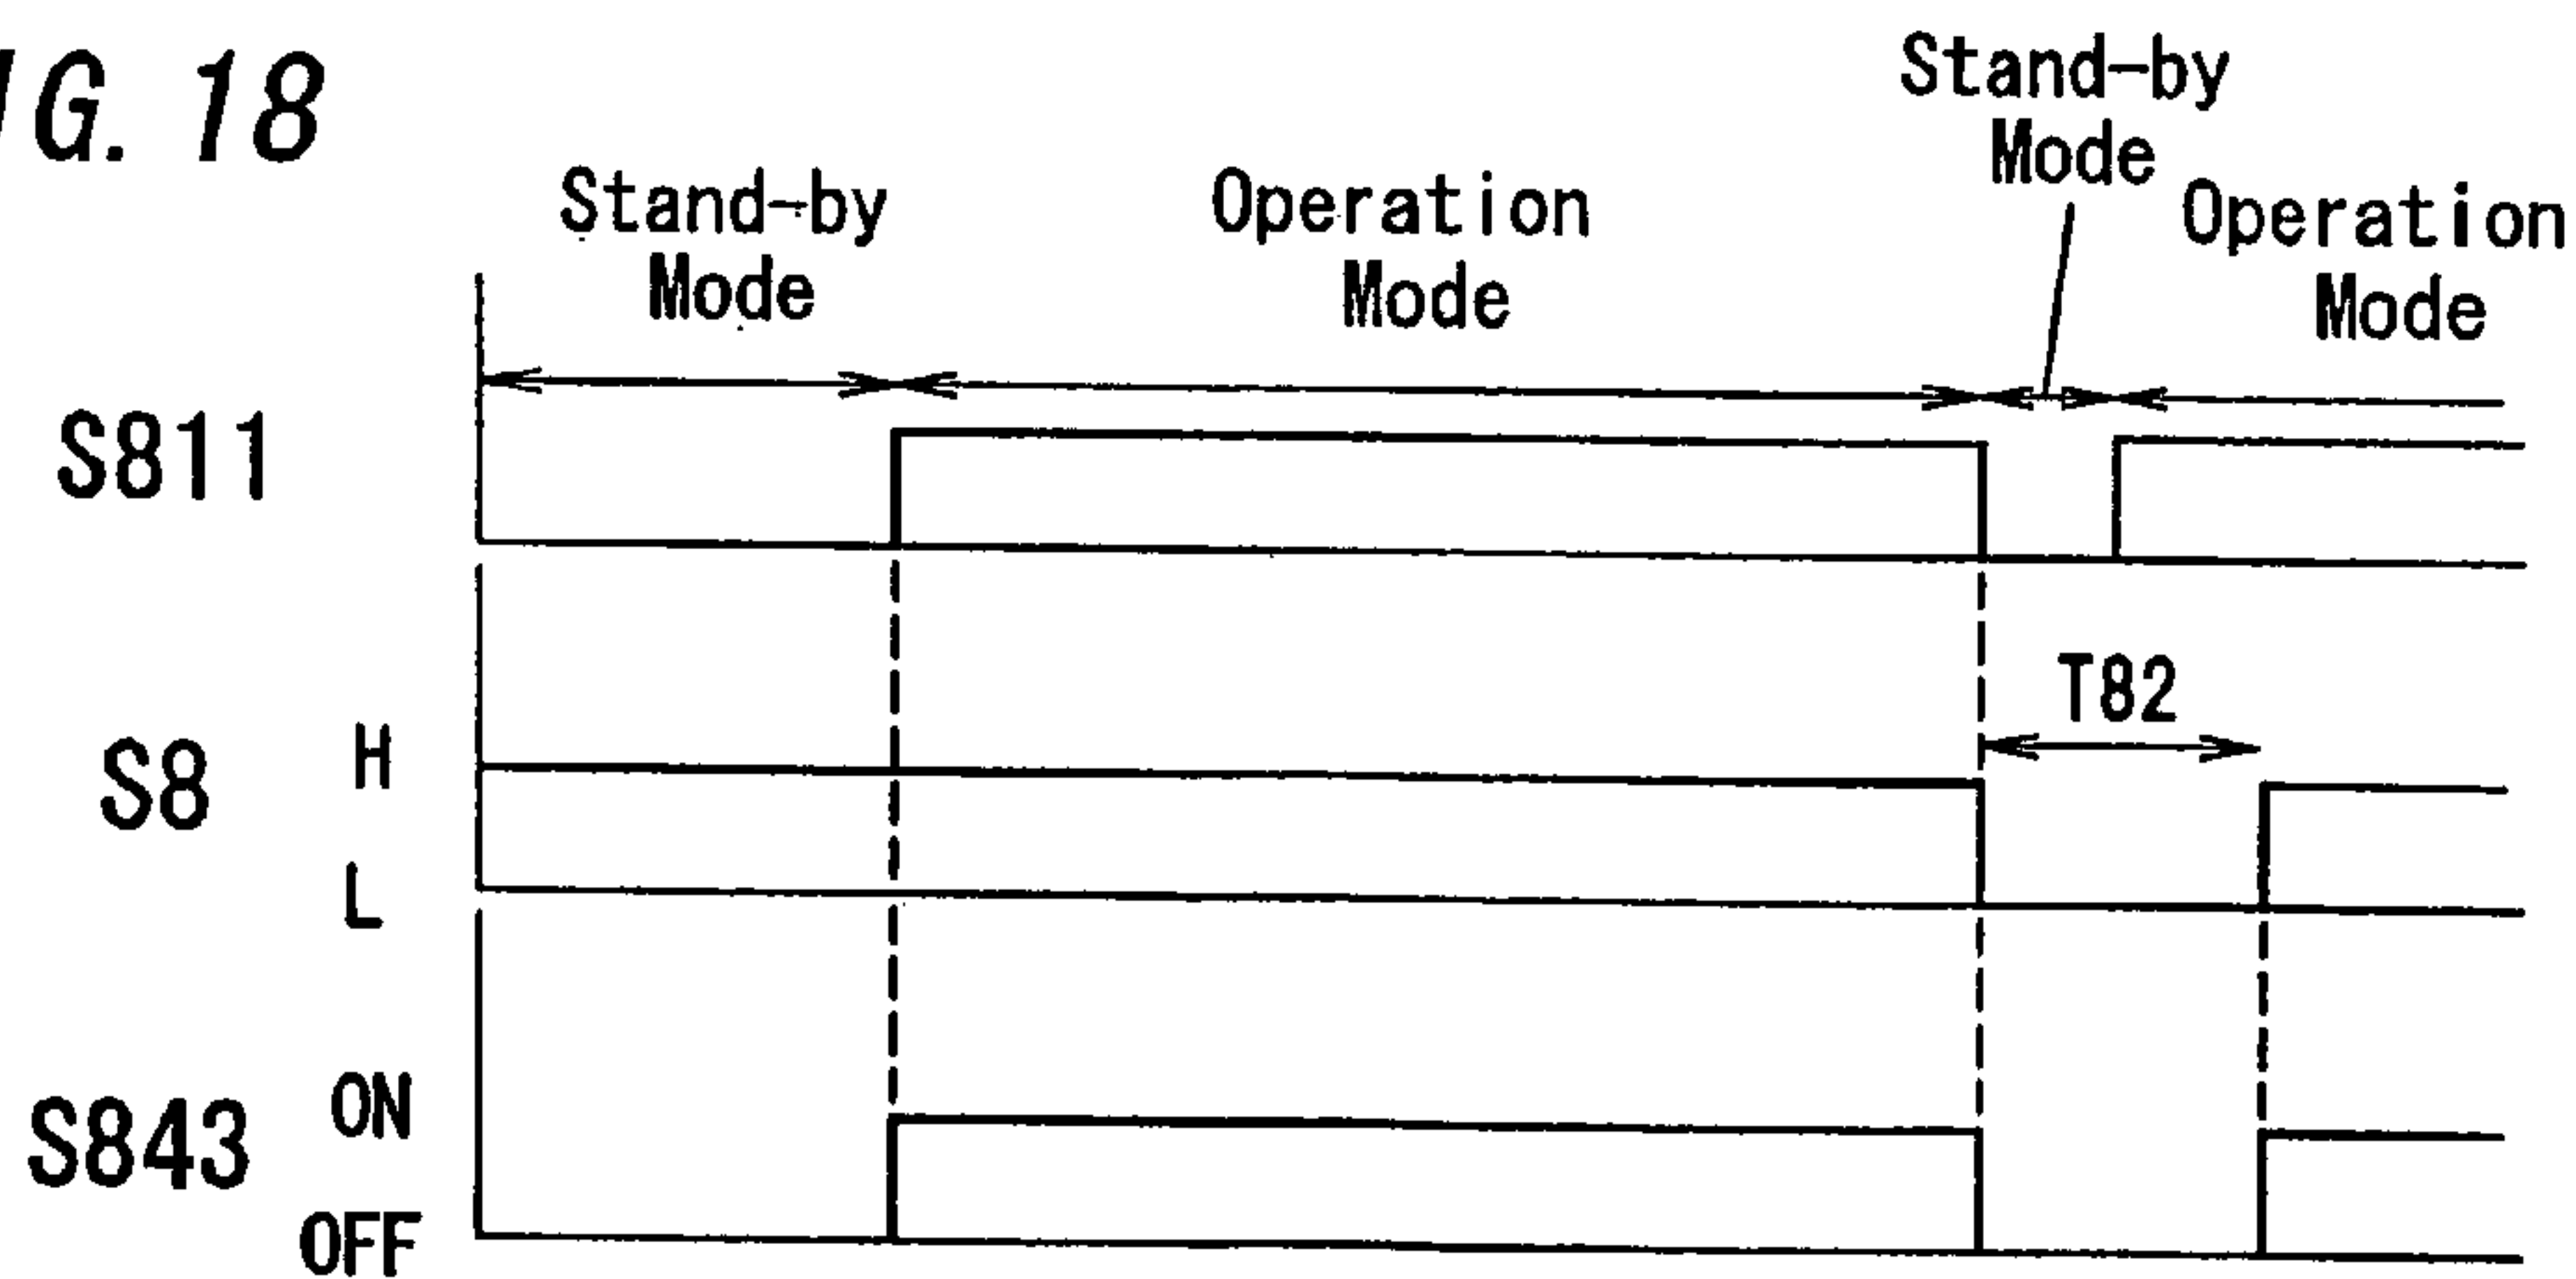 IG. 18
Stand-by
Mode
Operation
Mode
Stand-by
Mode
Operation
Mode
S811
T82
S8
H
L
S843
ON
OFF